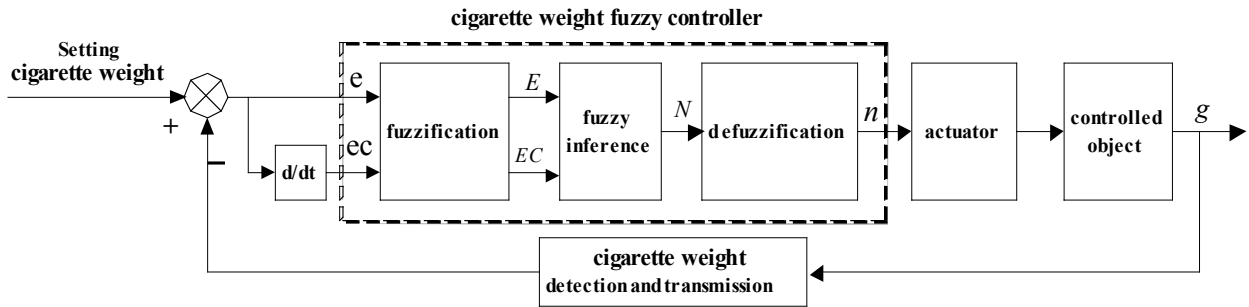 cigarette weight fuzzy controller
Setting
cigarette weight
+
−
e
ec
d/dt
fuzzification
E
EC
fuzzy
inference
N
defuzzification
n
actuator
controlled
object
g
cigarette weight
detection and transmission